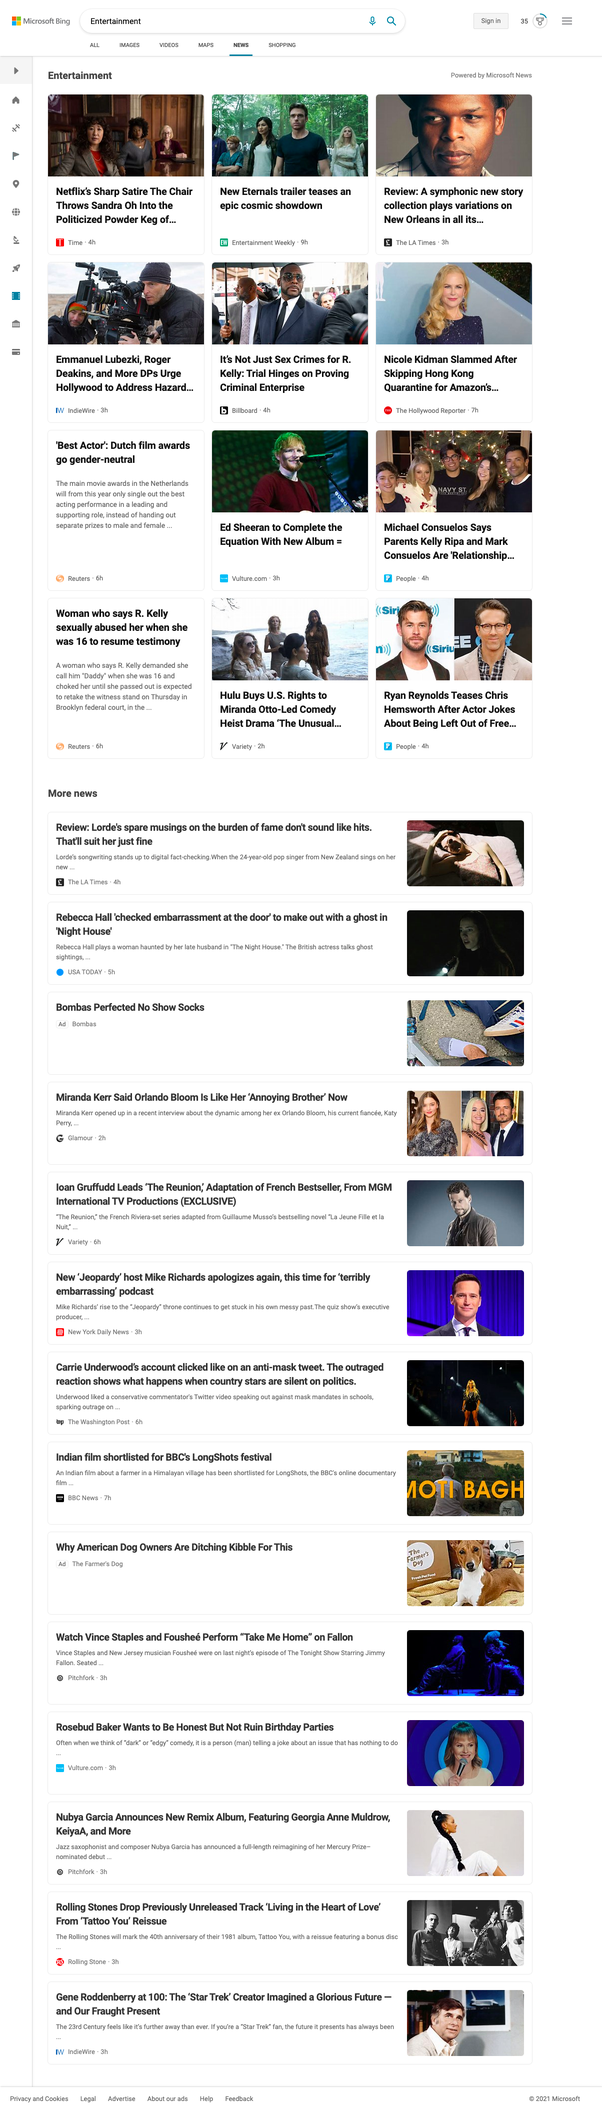 Microsoft Bing
Entertainment
Sign in
35
ALL
IMAGES
VIDEOS
MAPS
NEWS
SHOPPING
Entertainment
Powered by Microsoft News
Netflix's Sharp Satire The Chair
Throws Sandra Oh Into the
Politicized Powder Keg of...
Time · 4h
New Eternals trailer teases an
epic cosmic showdown
Entertainment Weekly · 9h
Review: A symphonic new story
collection plays variations on
New Orleans in all its...
The LA Times · 3h
Emmanuel Lubezki, Roger
Deakins, and More DPs Urge
Hollywood to Address Hazard...
IndieWire · 3h
It's Not Just Sex Crimes for R.
Kelly: Trial Hinges on Proving
Criminal Enterprise
Billboard · 4h
Nicole Kidman Slammed After
Skipping Hong Kong
Quarantine for Amazon's...
The Hollywood Reporter · 7h
'Best Actor': Dutch film awards
go gender-neutral
The main movie awards in the Netherlands
will from this year only single out the best
acting performance in a leading and
supporting role, instead of handing out
separate prizes to male and female ...
Reuters · 6h
Ed Sheeran to Complete the
Equation With New Album =
Vulture.com · 3h
NAVY ST.
Michael Consuelos Says
Parents Kelly Ripa and Mark
Consuelos Are 'Relationship...
People · 4h
Woman who says R. Kelly
sexually abused her when she
was 16 to resume testimony
A woman who says R. Kelly demanded she
call him "Daddy" when she was 16 and
choked her until she passed out is expected
to retake the witness stand on Thursday in
Brooklyn federal court, in the ...
Reuters · 6h
Hulu Buys U.S. Rights to
Miranda Otto-Led Comedy
Heist Drama 'The Unusual...
Variety · 2h
Ryan Reynolds Teases Chris
Hemsworth After Actor Jokes
About Being Left Out of Free...
People · 4h
More news
Review: Lorde's spare musings on the burden of fame don't sound like hits.
That'll suit her just fine
Lorde's songwriting stands up to digital fact-checking.When the 24-year-old pop singer from New Zealand sings on her
new ...
The LA Times · 4h
Rebecca Hall 'checked embarrassment at the door' to make out with a ghost in
'Night House'
Rebecca Hall plays a woman haunted by her late husband in "The Night House." The British actress talks ghost
sightings, ...
USA TODAY · 5h
Bombas Perfected No Show Socks
Ad Bombas
Miranda Kerr Said Orlando Bloom Is Like Her 'Annoying Brother' Now
Miranda Kerr opened up in a recent interview about the dynamic among her ex Orlando Bloom, his current fiancée, Katy
Perry, ...
Glamour · 2h
Ioan Gruffudd Leads 'The Reunion,' Adaptation of French Bestseller, From MGM
International TV Productions (EXCLUSIVE)
"The Reunion," the French Riviera-set series adapted from Guillaume Musso's bestselling novel "La Jeune Fille et la
Nuit," ...
Variety · 6h
New 'Jeopardy' host Mike Richards apologizes again, this time for 'terribly
embarrassing' podcast
Mike Richards' rise to the "Jeopardy" throne continues to get stuck in his own messy past.The quiz show's executive
producer, ...
New York Daily News · 3h
Carrie Underwood's account clicked like on an anti-mask tweet. The outraged
reaction shows what happens when country stars are silent on politics.
Underwood liked a conservative commentator's Twitter video speaking out against mask mandates in schools,
sparking outrage on ...
The Washington Post · 6h
Indian film shortlisted for BBC's LongShots festival
An Indian film about a farmer in a Himalayan village has been shortlisted for LongShots, the BBC's online documentary
film ...
BBC News · 7h
MOTI BAGH
Why American Dog Owners Are Ditching Kibble For This
Ad The Farmer's Dog
The Farmer's Dog
Watch Vince Staples and Fousheé Perform "Take Me Home" on Fallon
Vince Staples and New Jersey musician Fousheé were on last night's episode of The Tonight Show Starring Jimmy
Fallon. Seated ...
Pitchfork · 3h
Rosebud Baker Wants to Be Honest But Not Ruin Birthday Parties
Often when we think of "dark" or "edgy" comedy, it is a person (man) telling a joke about an issue that has nothing to do
...
Vulture.com · 3h
Nubya Garcia Announces New Remix Album, Featuring Georgia Anne Muldrow,
KeiyaA, and More
Jazz saxophonist and composer Nubya Garcia has announced a full-length reimagining of her Mercury Prize–
nominated debut ...
Pitchfork · 3h
Rolling Stones Drop Previously Unreleased Track 'Living in the Heart of Love'
From 'Tattoo You' Reissue
The Rolling Stones will mark the 40th anniversary of their 1981 album, Tattoo You, with a reissue featuring a bonus disc
...
Rolling Stone · 3h
Gene Roddenberry at 100: The 'Star Trek' Creator Imagined a Glorious Future —
and Our Fraught Present
The 23rd Century feels like it's further away than ever. If you're a "Star Trek" fan, the future it presents has always been
...
IndieWire · 3h
Privacy and Cookies
Legal
Advertise
About our ads
Help
Feedback
© 2021 Microsoft